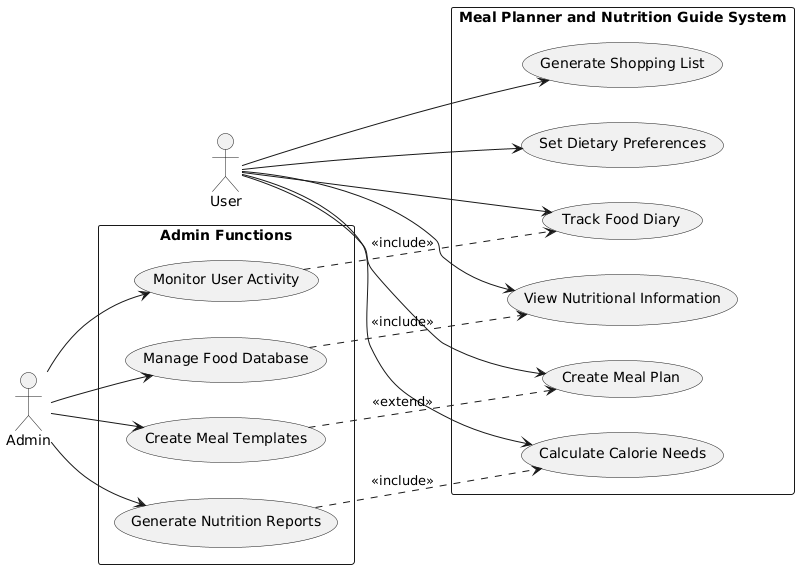 Meal Planner and Nutrition Guide System
Generate Shopping List
Set Dietary Preferences
User
Track Food Diary
Admin Functions
«include»
Monitor User Activity
View Nutritional Information
«include»
Manage Food Database
Create Meal Plan
«extend»
Admin
Create Meal Templates
Calculate Calorie Needs
«include»
Generate Nutrition Reports